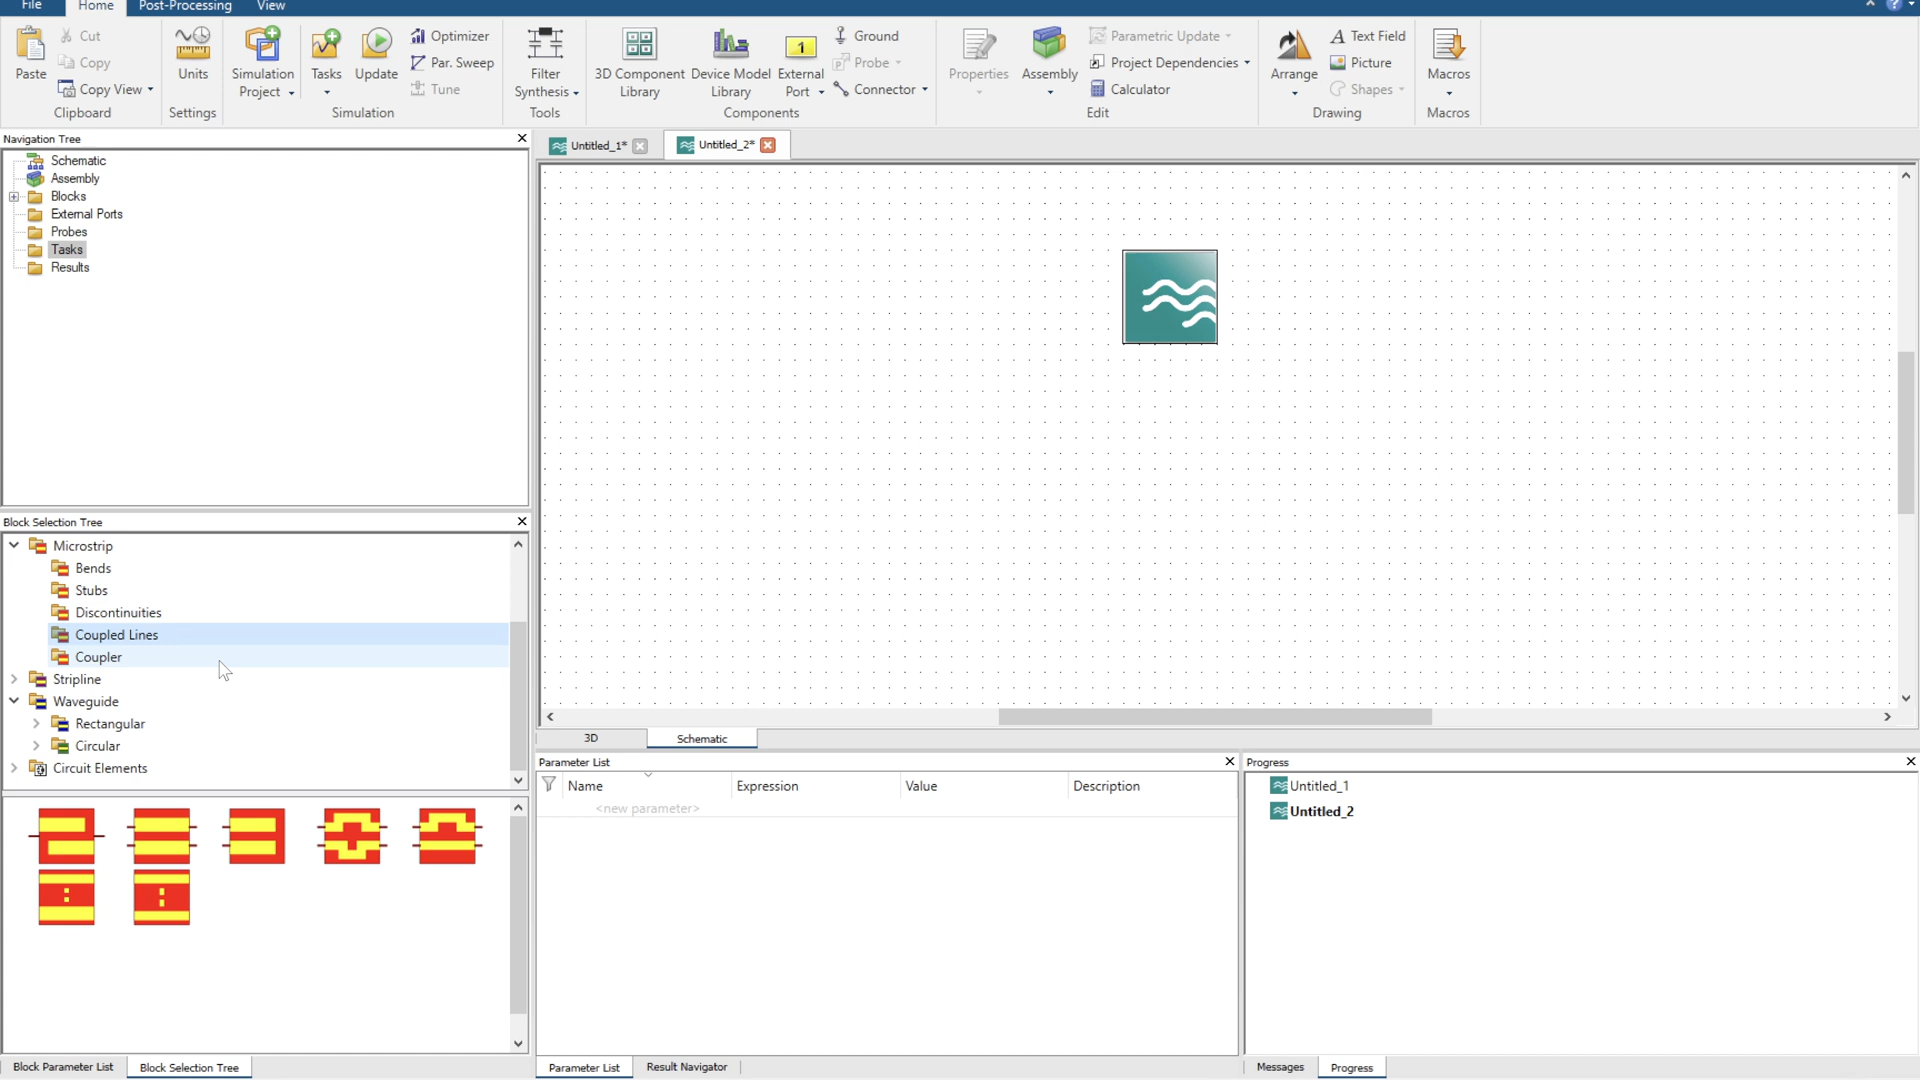 File Home Post-Processing View
Paste Cut Copy Copy View Clipboard
Units Settings
Simulation Project Tasks Update Optimizer Par. Sweep Tune Simulation
Filter Synthesis Tools
3D Component Library Device Model Library External Port 1 Ground Probe Connector Components
Properties Assembly Parametric Update Project Dependencies Calculator Edit
Arrange Text Field Picture Shapes Drawing
Macros Macros
Navigation Tree
Schematic
Assembly
Blocks
External Ports
Probes
Tasks
Results
Block Selection Tree
Microstrip
Bends
Stubs
Discontinuities
Coupled Lines
Coupler
Stripline
Waveguide
Rectangular
Circular
Circuit Elements
Block Parameter List Block Selection Tree
Untitled_1* Untitled_2*
3D Schematic
Parameter List
Name Expression Value Description
<new parameter>
Parameter List Result Navigator
Progress
Untitled_1
Untitled_2
Messages Progress